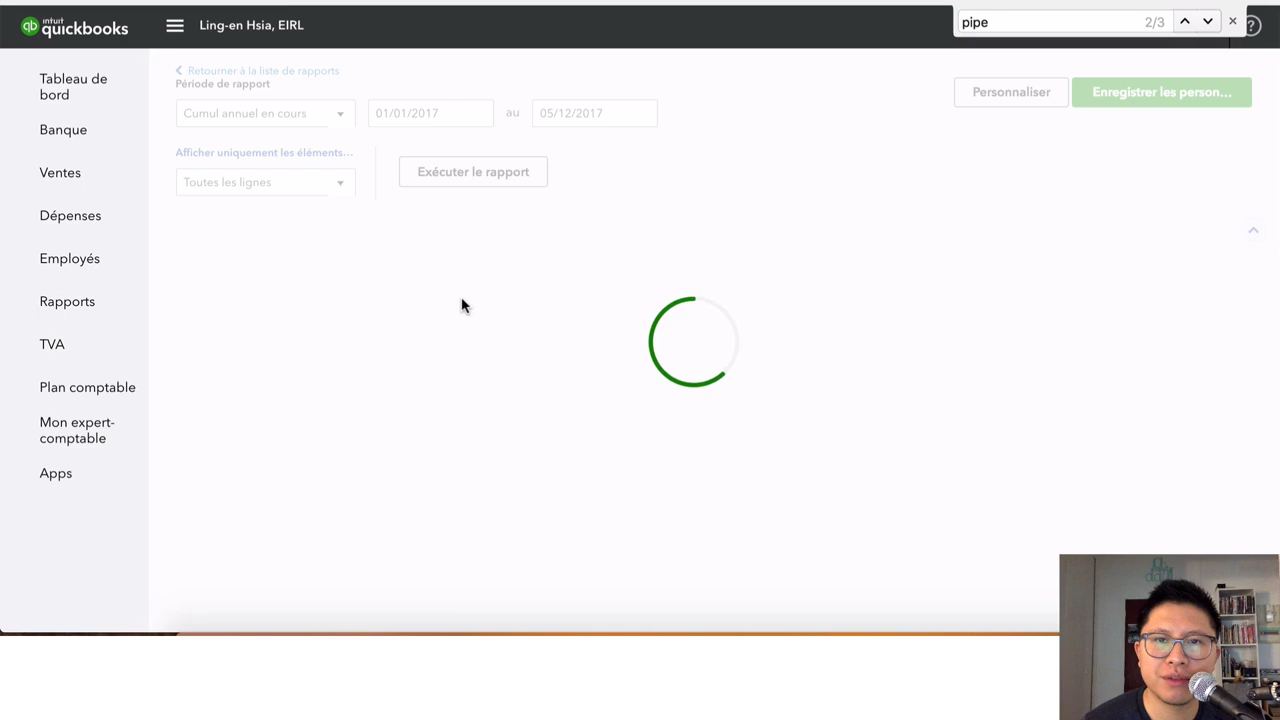 intuit
quickbooks
Ling-en Hsia, EIRL
pipe
2/3
Tableau de
bord
Banque
Ventes
Dépenses
Employés
Rapports
TVA
Plan comptable
Mon expert-
comptable
Apps
Retourner à la liste de rapports
Période de rapport
Cumul annuel en cours
01/01/2017
au
05/12/2017
Personnaliser
Enregistrer les person...
Afficher uniquement les éléments...
Toutes les lignes
Exécuter le rapport